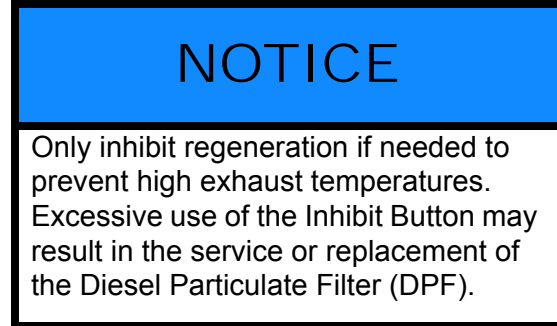 NOTICE
Only inhibit regeneration if needed to
prevent high exhaust temperatures.
Excessive use of the Inhibit Button may
result in the service or replacement of
the Diesel Particulate Filter (DPF).